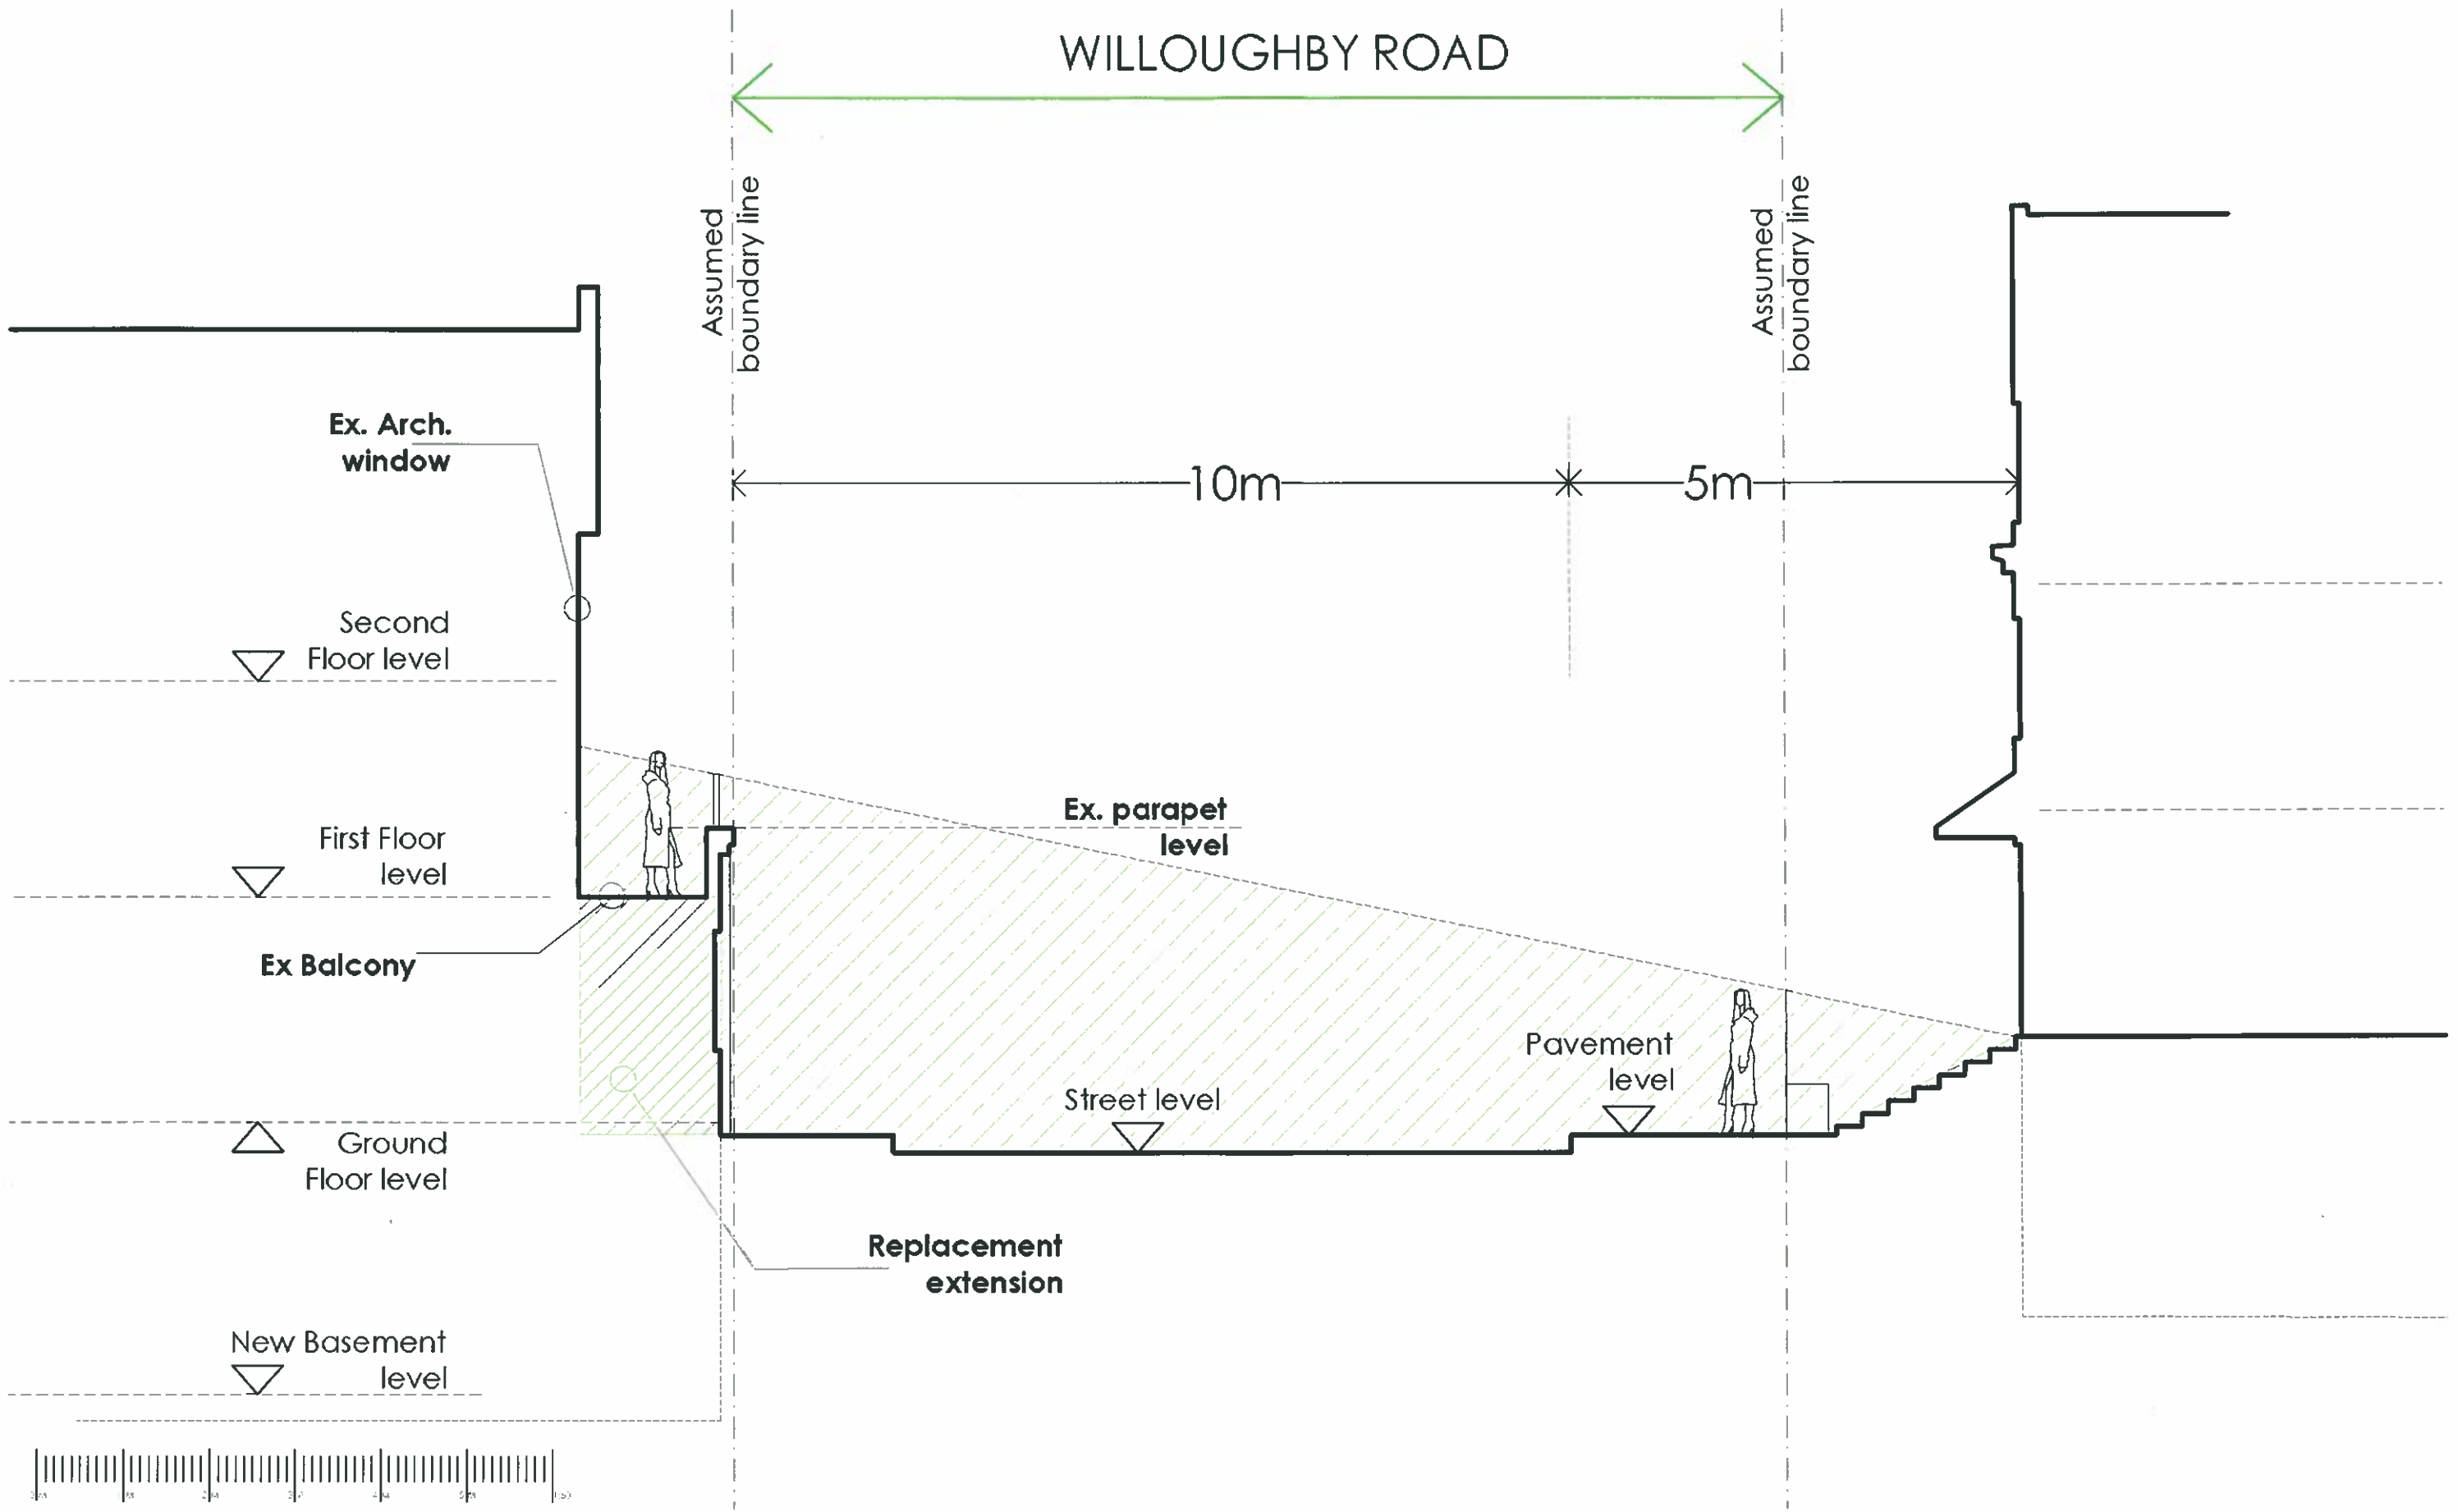 WILLOUGHBY ROAD
Assumed
boundary line
Assumed
boundary line
Ex. Arch.
window
10m
5m
Second
Floor level
Ex. parapet
level
First Floor
level
Ex Balcony
Pavement
level
Street level
Ground
Floor level
Replacement
extension
New Basement
level